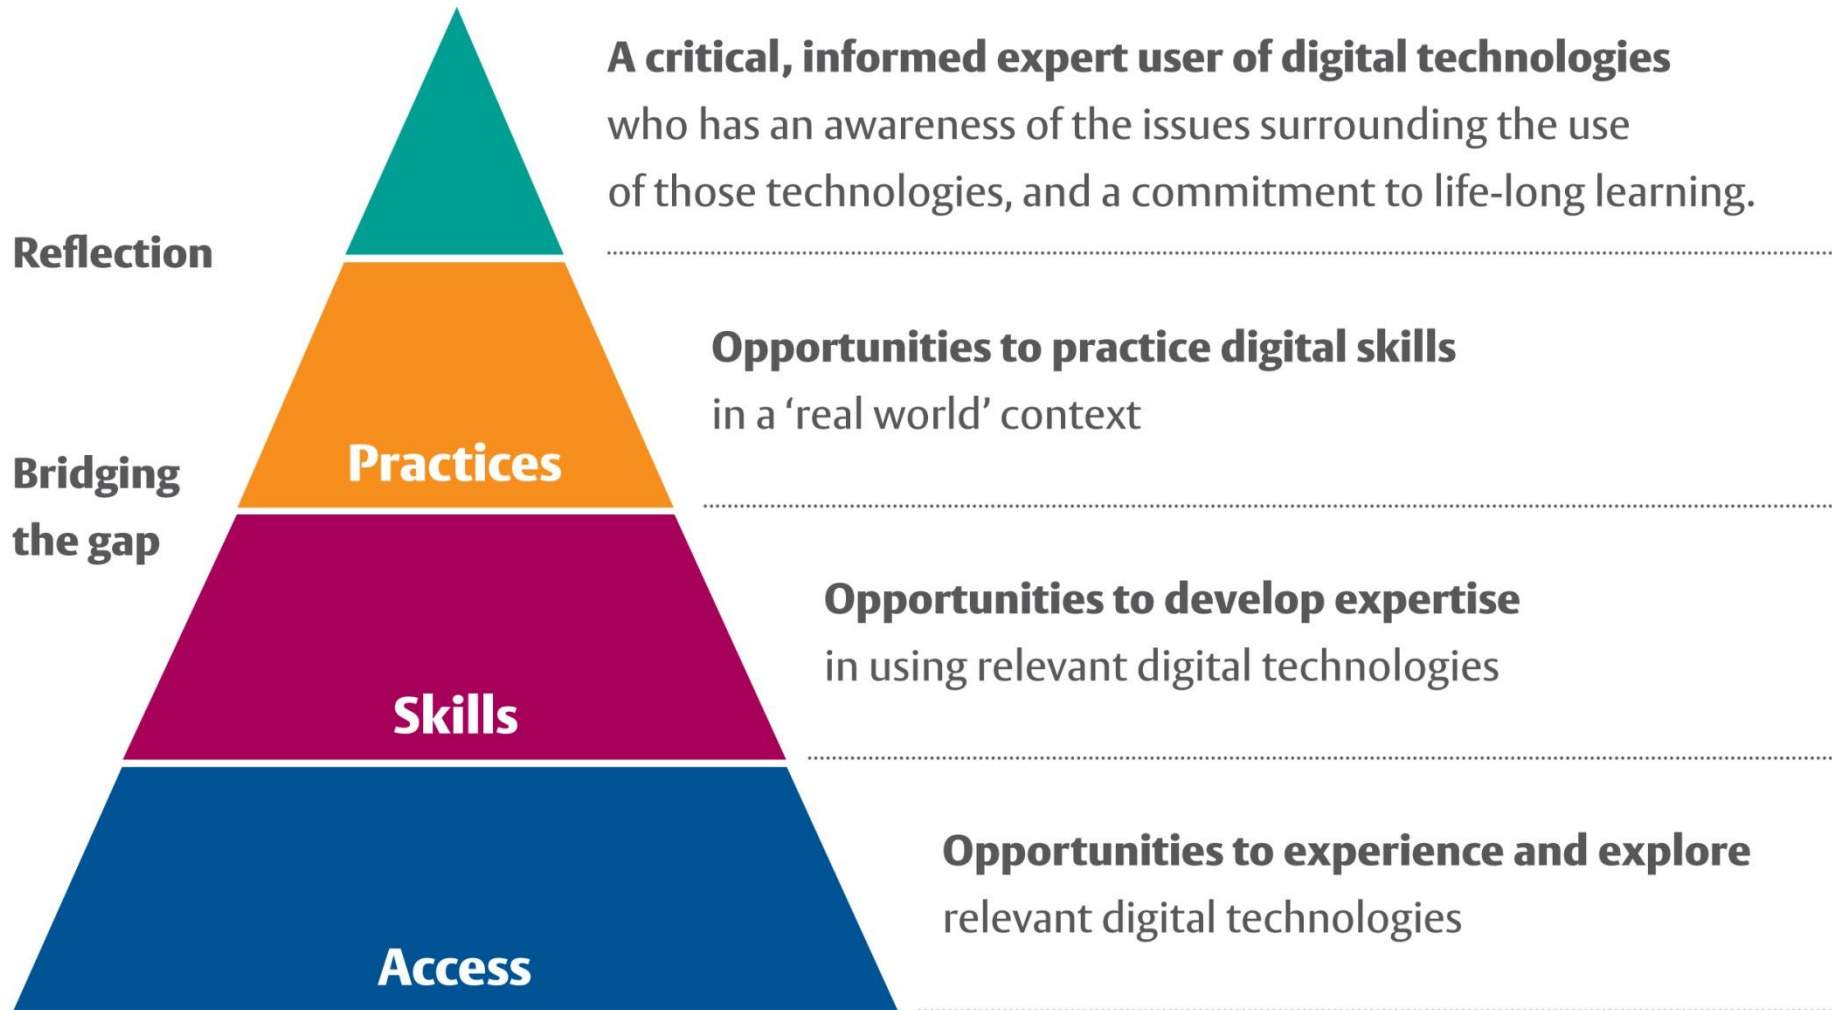 A critical, informed expert user of digital technologies
who has an awareness of the issues surrounding the use
of those technologies, and a commitment to life-long learning.
Reflection
Opportunities to practice digital skills
in a ‘real world’ context
Practices
Bridging
the gap
Opportunities to develop expertise
in using relevant digital technologies
Skills
Opportunities to experience and explore
relevant digital technologies
Access